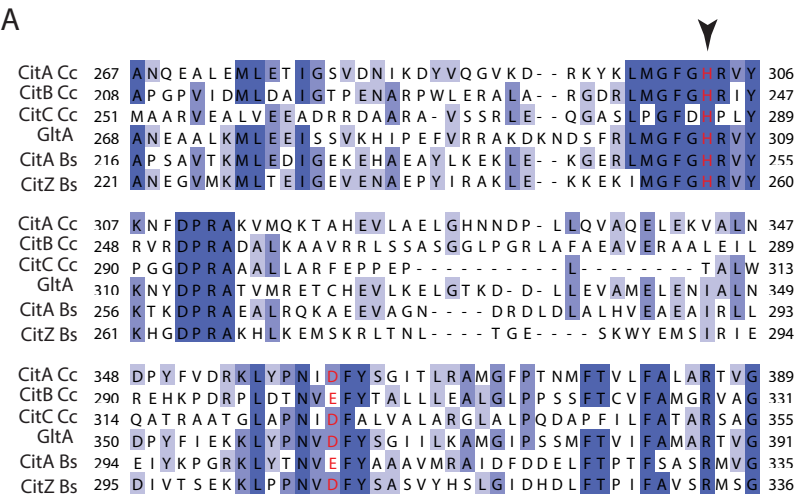 A
CitA Cc 267 ANQEALEMLETIGSVDNIKDYVQGVKD--RKYKLMGFGHRVY 306
CitB Cc 208 APGPVIDMLDAIGTPENARPWLERALA--RGDRLMGFGHRIY 247
CitC Cc 251 MAARVEALVEEADRRDAARA-VSSRLE--QGASLPGFDHPLY 289
GltA 268 ANEAALKMLEEISSVKHIPEFVRRAKDKNDSFRLMGFGHRVY 309
CitA Bs 216 APSAVTKMLEDIGEKEHAEAYLKEKLE--KGERLMGFGHRVY 255
CitZ Bs 221 ANEGVMKMLTEIGEVENAEPYIRAKLE--KKEKIMGFGHRVY 260
CitA Cc 307 KNFDPRAKVMQKTAHEVLAELGHNNDP-LLQVAQELEKVALN 347
CitB Cc 248 RVRDPRADALKAAVRRLSSASGGLPGRLAFAEAVERAALEIL 289
CitC Cc 290 PGGDPRAAALLARFEPPEP----------L--------TALW 313
GltA 310 KNYDPRATVMRETCHEVLKELGTKD-D-LLEVAMELENIALN 349
CitA Bs 256 KTKDPRAEALRQKAEEVAGN----DRDLDLALHVEAEAIRLL 293
CitZ Bs 261 KHGDPRAKHLKEMSKRLTNL----TGE----SKWYEMSIRIE 294
CitA Cc 348 DPYFVDRKLYPNIDFYSGITLRAMGFPTNMFTVLFALARTVG 389
CitB Cc 290 REHKPDRPLDTNVEFYTALLLEALGLPPSSFTCVFAMGRVAG 331
CitC Cc 314 QATRAATGLAPNIDFALVALARGLALPQDAPFILFATARSAG 355
GltA 350 DPYFIEKKLYPNVDFYSGIILKAMGIPSSMFTVIFAMARTVG 391
CitA Bs 294 EIYKPGRKLYTNVEFYAAAVMRAIDFDDELFTPTFSASRMVG 335
CitZ Bs 295 DIVTSEKKLPPNVDFYSASVYHSLGIDHDLFTPIFAVSRMSG 336